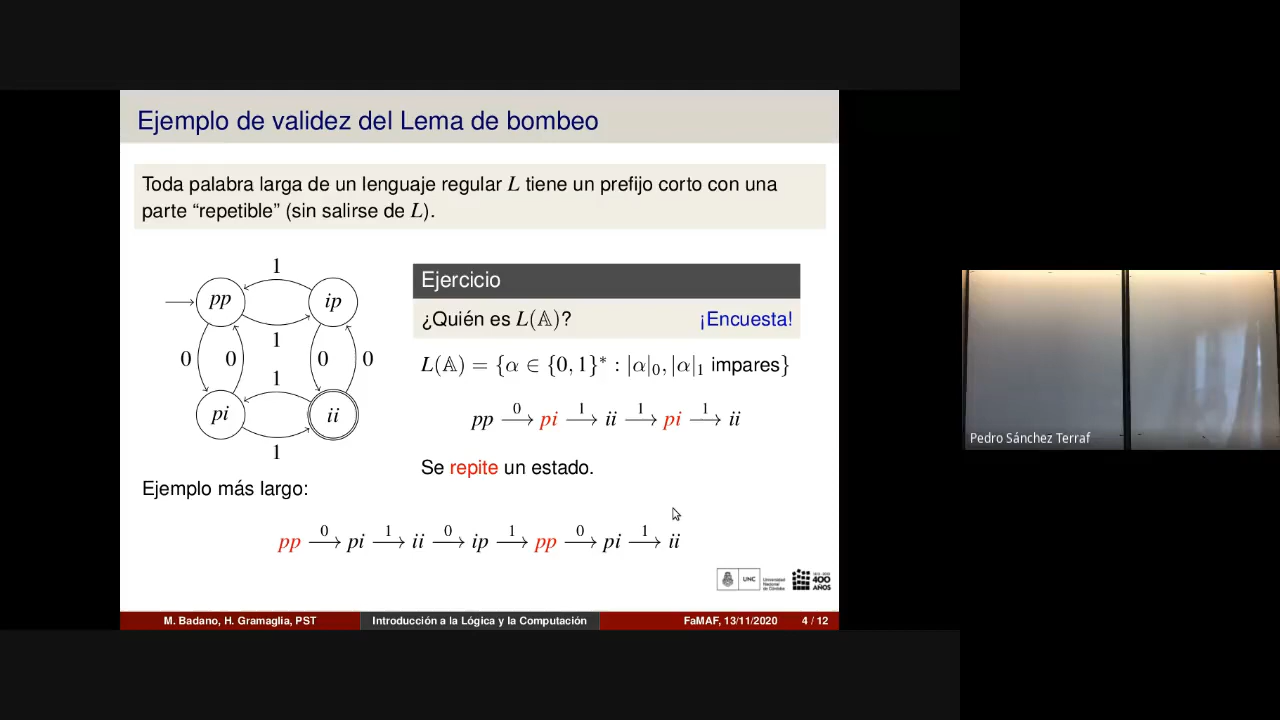 Ejemplo de validez del Lema de bombeo
Toda palabra larga de un lenguaje regular L tiene un prefijo corto con una
parte “repetible” (sin salirse de L).
1
pp
ip
1
0
0
0
0
1
pi
ii
1
Ejercicio
¿Quién es L(𝔸)?
¡Encuesta!
L(𝔸) = {α ∈ {0, 1}* : |α|₀, |α|₁ impares}
pp —0→ pi —1→ ii —1→ pi —1→ ii
Se repite un estado.
Ejemplo más largo:
pp —0→ pi —1→ ii —0→ ip —1→ pp —0→ pi —1→ ii
UNC
Universidad
Nacional
de Córdoba
400
AÑOS
M. Badano, H. Gramaglia, PST
Introducción a la Lógica y la Computación
FaMAF, 13/11/2020
4 / 12
Pedro Sánchez Terraf